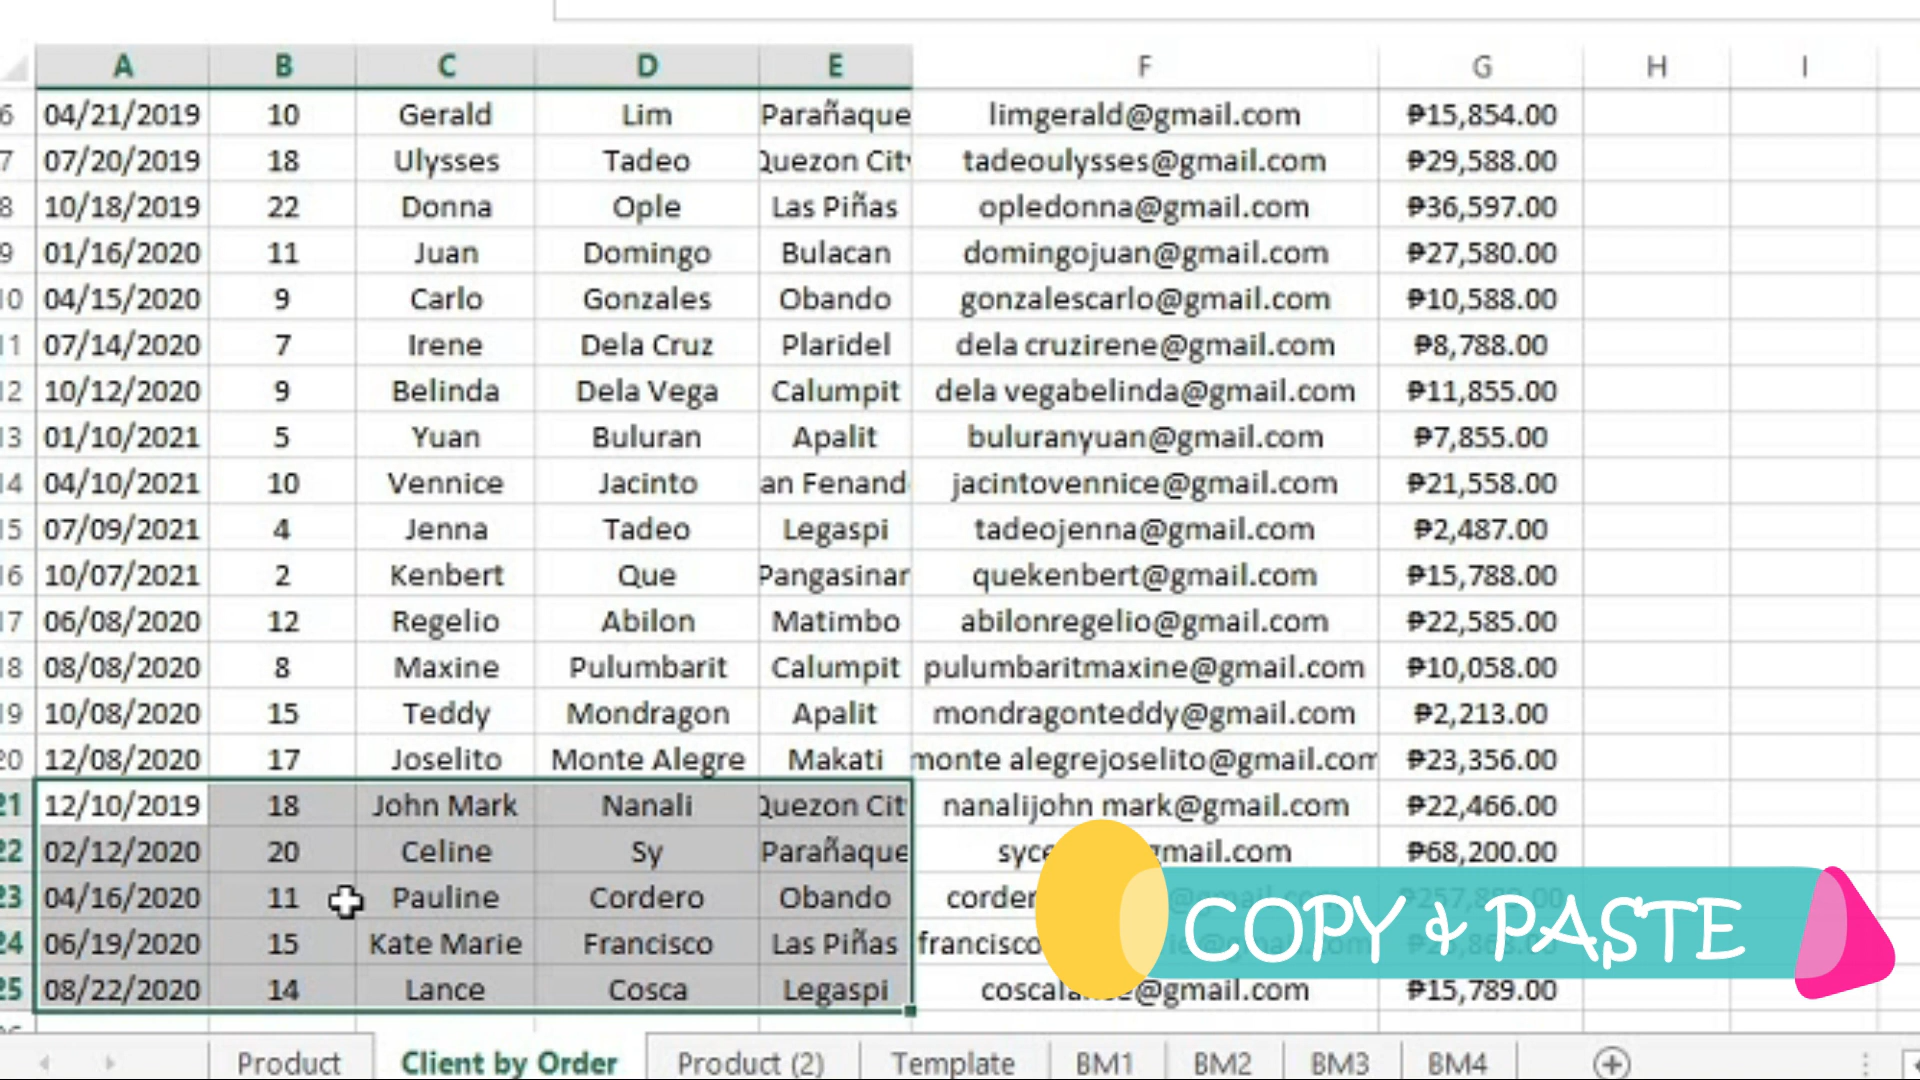 A B C D E F G H I
6 04/21/2019 10 Gerald Lim Parañaque limgerald@gmail.com ₱15,854.00
7 07/20/2019 18 Ulysses Tadeo Quezon City tadeoulysses@gmail.com ₱29,588.00
8 10/18/2019 22 Donna Ople Las Piñas opledonna@gmail.com ₱36,597.00
9 01/16/2020 11 Juan Domingo Bulacan domingojuan@gmail.com ₱27,580.00
10 04/15/2020 9 Carlo Gonzales Obando gonzalescarlo@gmail.com ₱10,588.00
11 07/14/2020 7 Irene Dela Cruz Plaridel dela cruzirene@gmail.com ₱8,788.00
12 10/12/2020 9 Belinda Dela Vega Calumpit dela vegabelinda@gmail.com ₱11,855.00
13 01/10/2021 5 Yuan Buluran Apalit buluranyuan@gmail.com ₱7,855.00
14 04/10/2021 10 Vennice Jacinto an Fenand jacintovennice@gmail.com ₱21,558.00
15 07/09/2021 4 Jenna Tadeo Legaspi tadeojenna@gmail.com ₱2,487.00
16 10/07/2021 2 Kenbert Que Pangasinan quekenbert@gmail.com ₱15,788.00
17 06/08/2020 12 Regelio Abilon Matimbo abilonregelio@gmail.com ₱22,585.00
18 08/08/2020 8 Maxine Pulumbarit Calumpit pulumbaritmaxine@gmail.com ₱10,058.00
19 10/08/2020 15 Teddy Mondragon Apalit mondragonteddy@gmail.com ₱2,213.00
20 12/08/2020 17 Joselito Monte Alegre Makati monte alegrejoselito@gmail.com ₱23,356.00
21 12/10/2019 18 John Mark Nanali Quezon City nanalijohn mark@gmail.com ₱22,466.00
22 02/12/2020 20 Celine Sy Parañaque ₱68,200.00
23 04/16/2020 11 Pauline Cordero Obando
24 06/19/2020 15 Kate Marie Francisco Las Piñas
25 08/22/2020 14 Lance Cosca Legaspi ₱15,789.00
COPY & PASTE
Product Client by Order Product (2) Template BM1 BM2 BM3 BM4